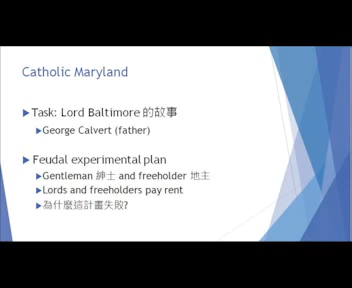 Catholic Maryland
Task: Lord Baltimore 的故事
George Calvert (father)
Feudal experimental plan
Gentleman 紳士 and freeholder 地主
Lords and freeholders pay rent
為什麼這計畫失敗?